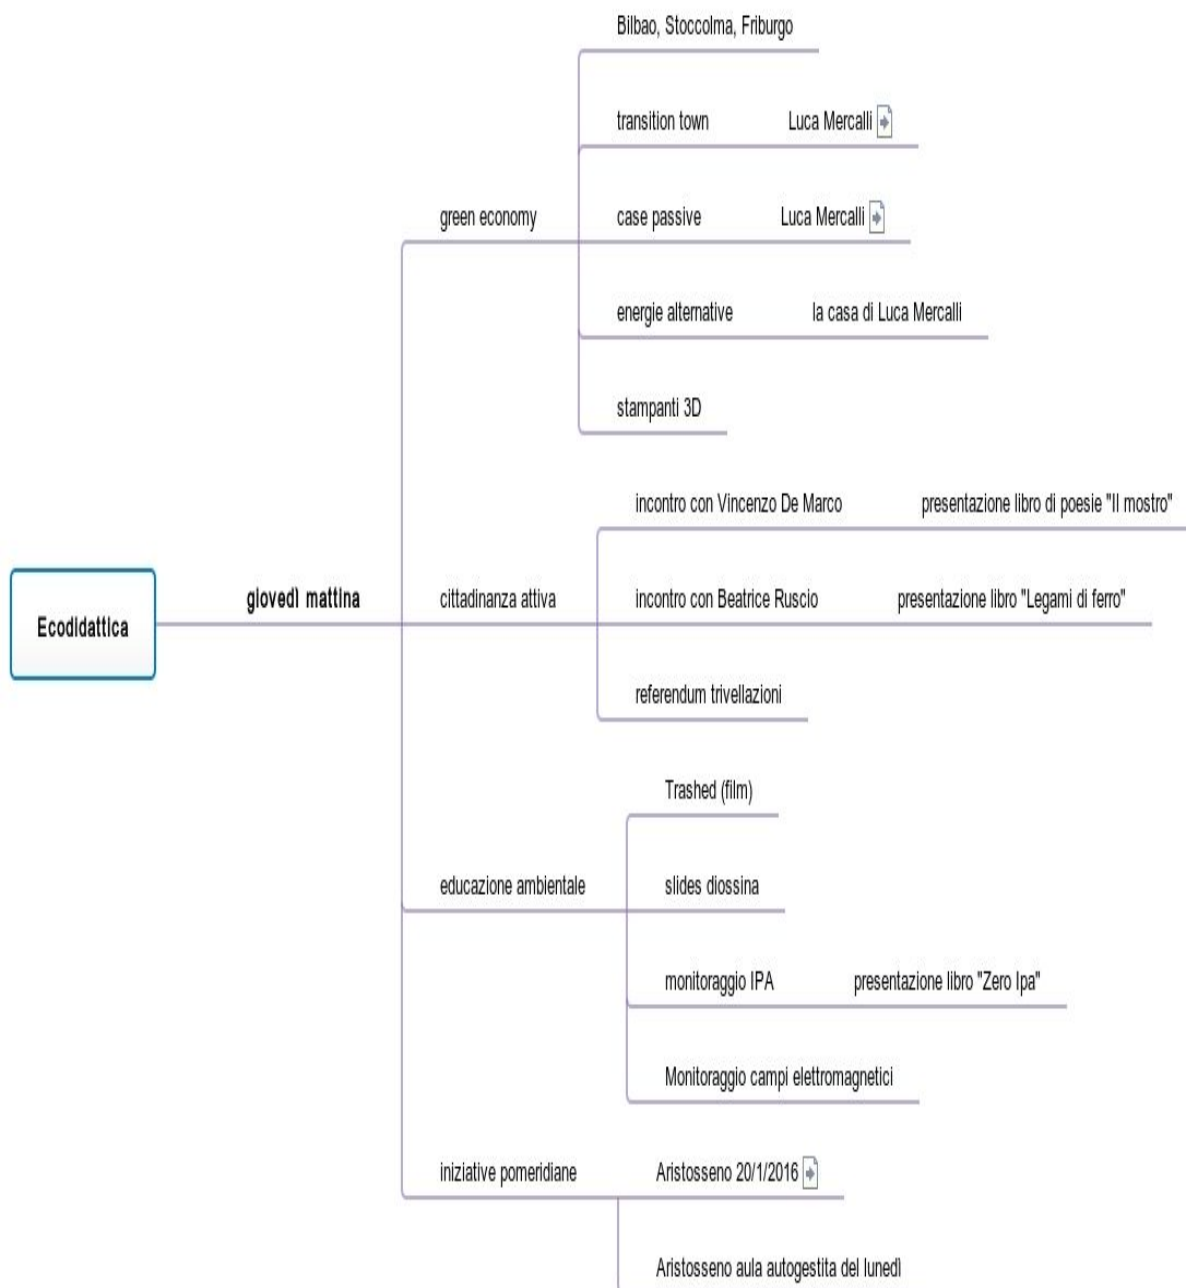 Bilbao, Stoccolma, Friburgo
transition town Luca Mercalli
green economy case passive Luca Mercalli
energie alternative la casa di Luca Mercalli
stampanti 3D
incontro con Vincenzo De Marco presentazione libro di poesie "Il mostro"
Ecodidattica giovedì mattina cittadinanza attiva incontro con Beatrice Ruscio presentazione libro "Legami di ferro"
referendum trivellazioni
Trashed (film)
educazione ambientale slides diossina
monitoraggio IPA presentazione libro "Zero Ipa"
Monitoraggio campi elettromagnetici
iniziative pomeridiane Aristosseno 20/1/2016
Aristosseno aula autogestita del lunedì